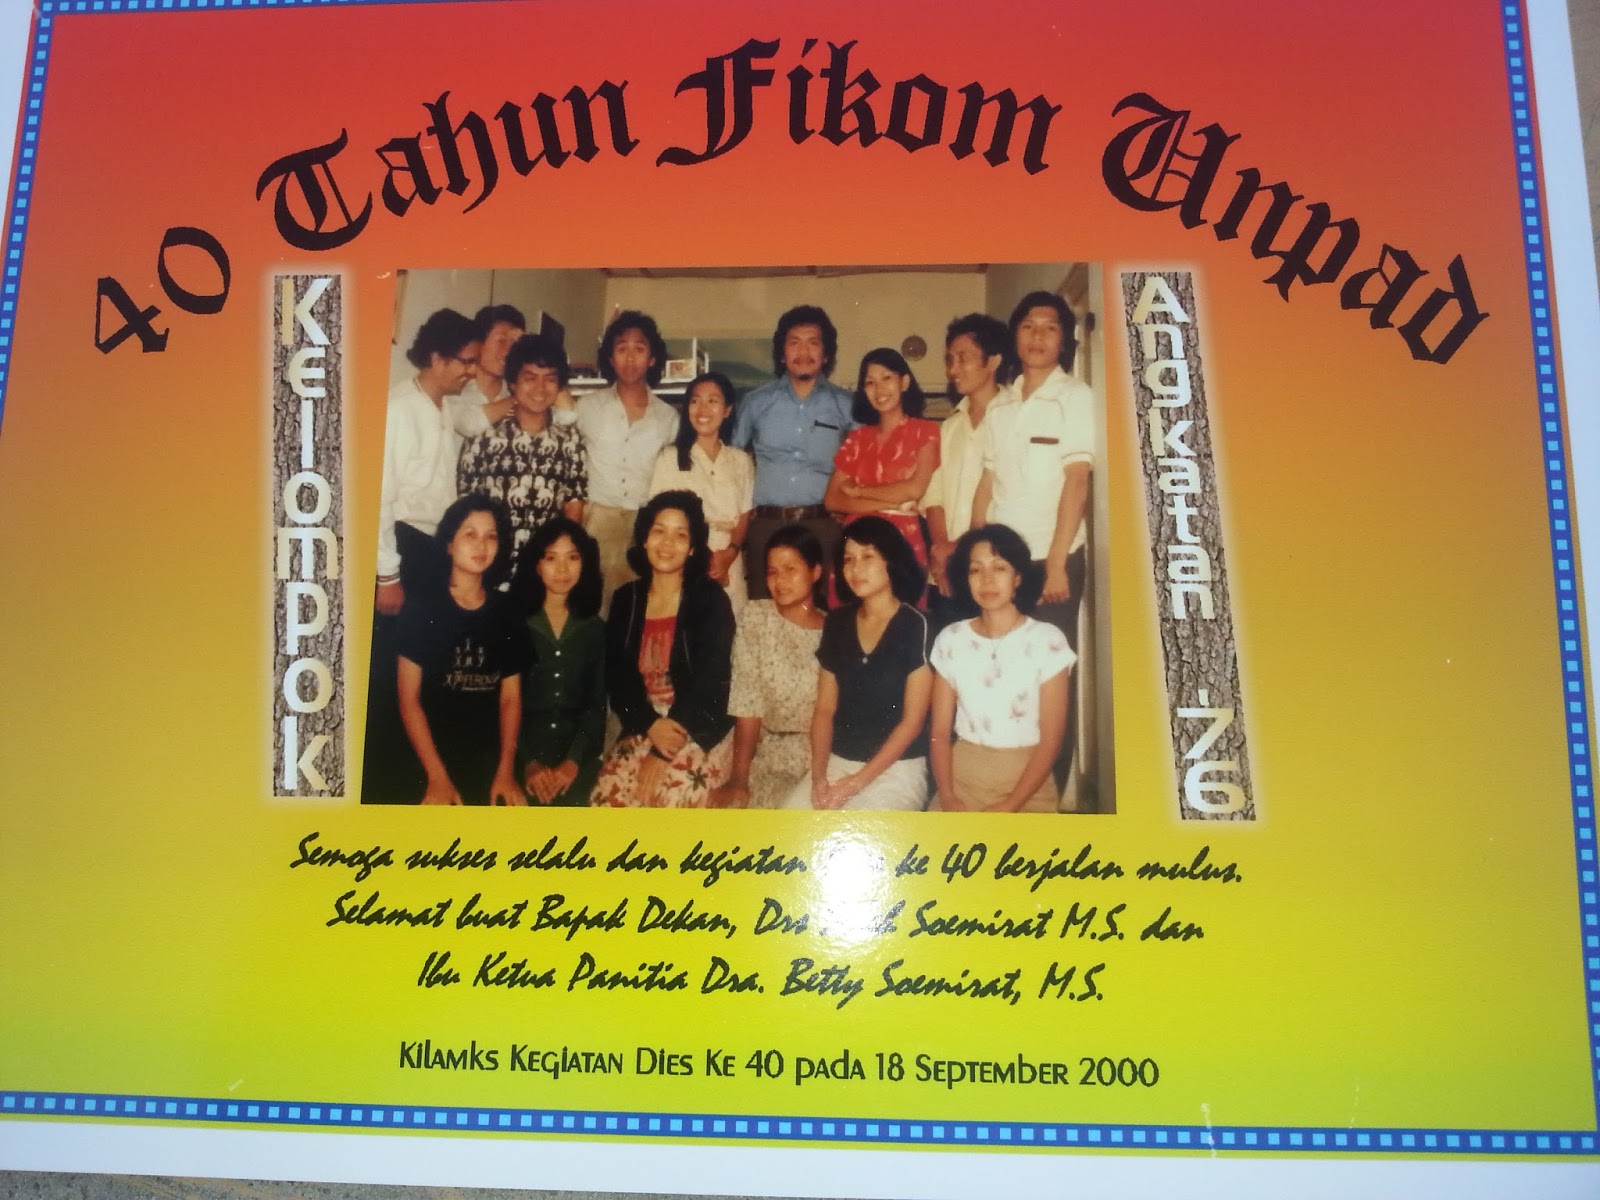 40 Tahun Fikom Unpad
Kelompok
Angkatan '76
Semoga sukses selalu dan kegiatan ke 40 berjalan mulus.
Selamat buat Bapak Dekan, Drs Soemirat M.S. dan
Ibu Ketua Panitia Dra. Betty Soemirat, M.S.
Kilamks Kegiatan Dies Ke 40 pada 18 September 2000